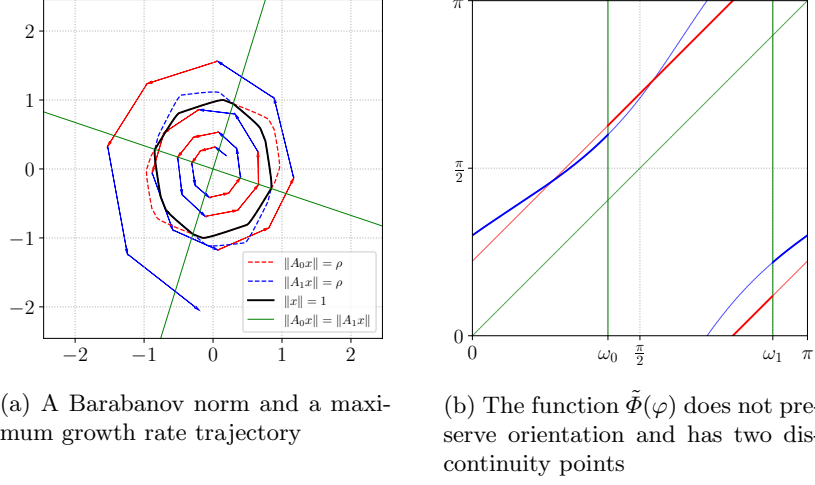 2
1
0
−1
−2
−2
−1
0
1
2
∥A₀x∥ = ρ
∥A₁x∥ = ρ
∥x∥ = 1
∥A₀x∥ = ∥A₁x∥
π
π/2
0
0
ω₀
π/2
ω₁
π
(a) A Barabanov norm and a maxi-
mum growth rate trajectory
(b) The function Φ̃(φ) does not pre-
serve orientation and has two dis-
continuity points